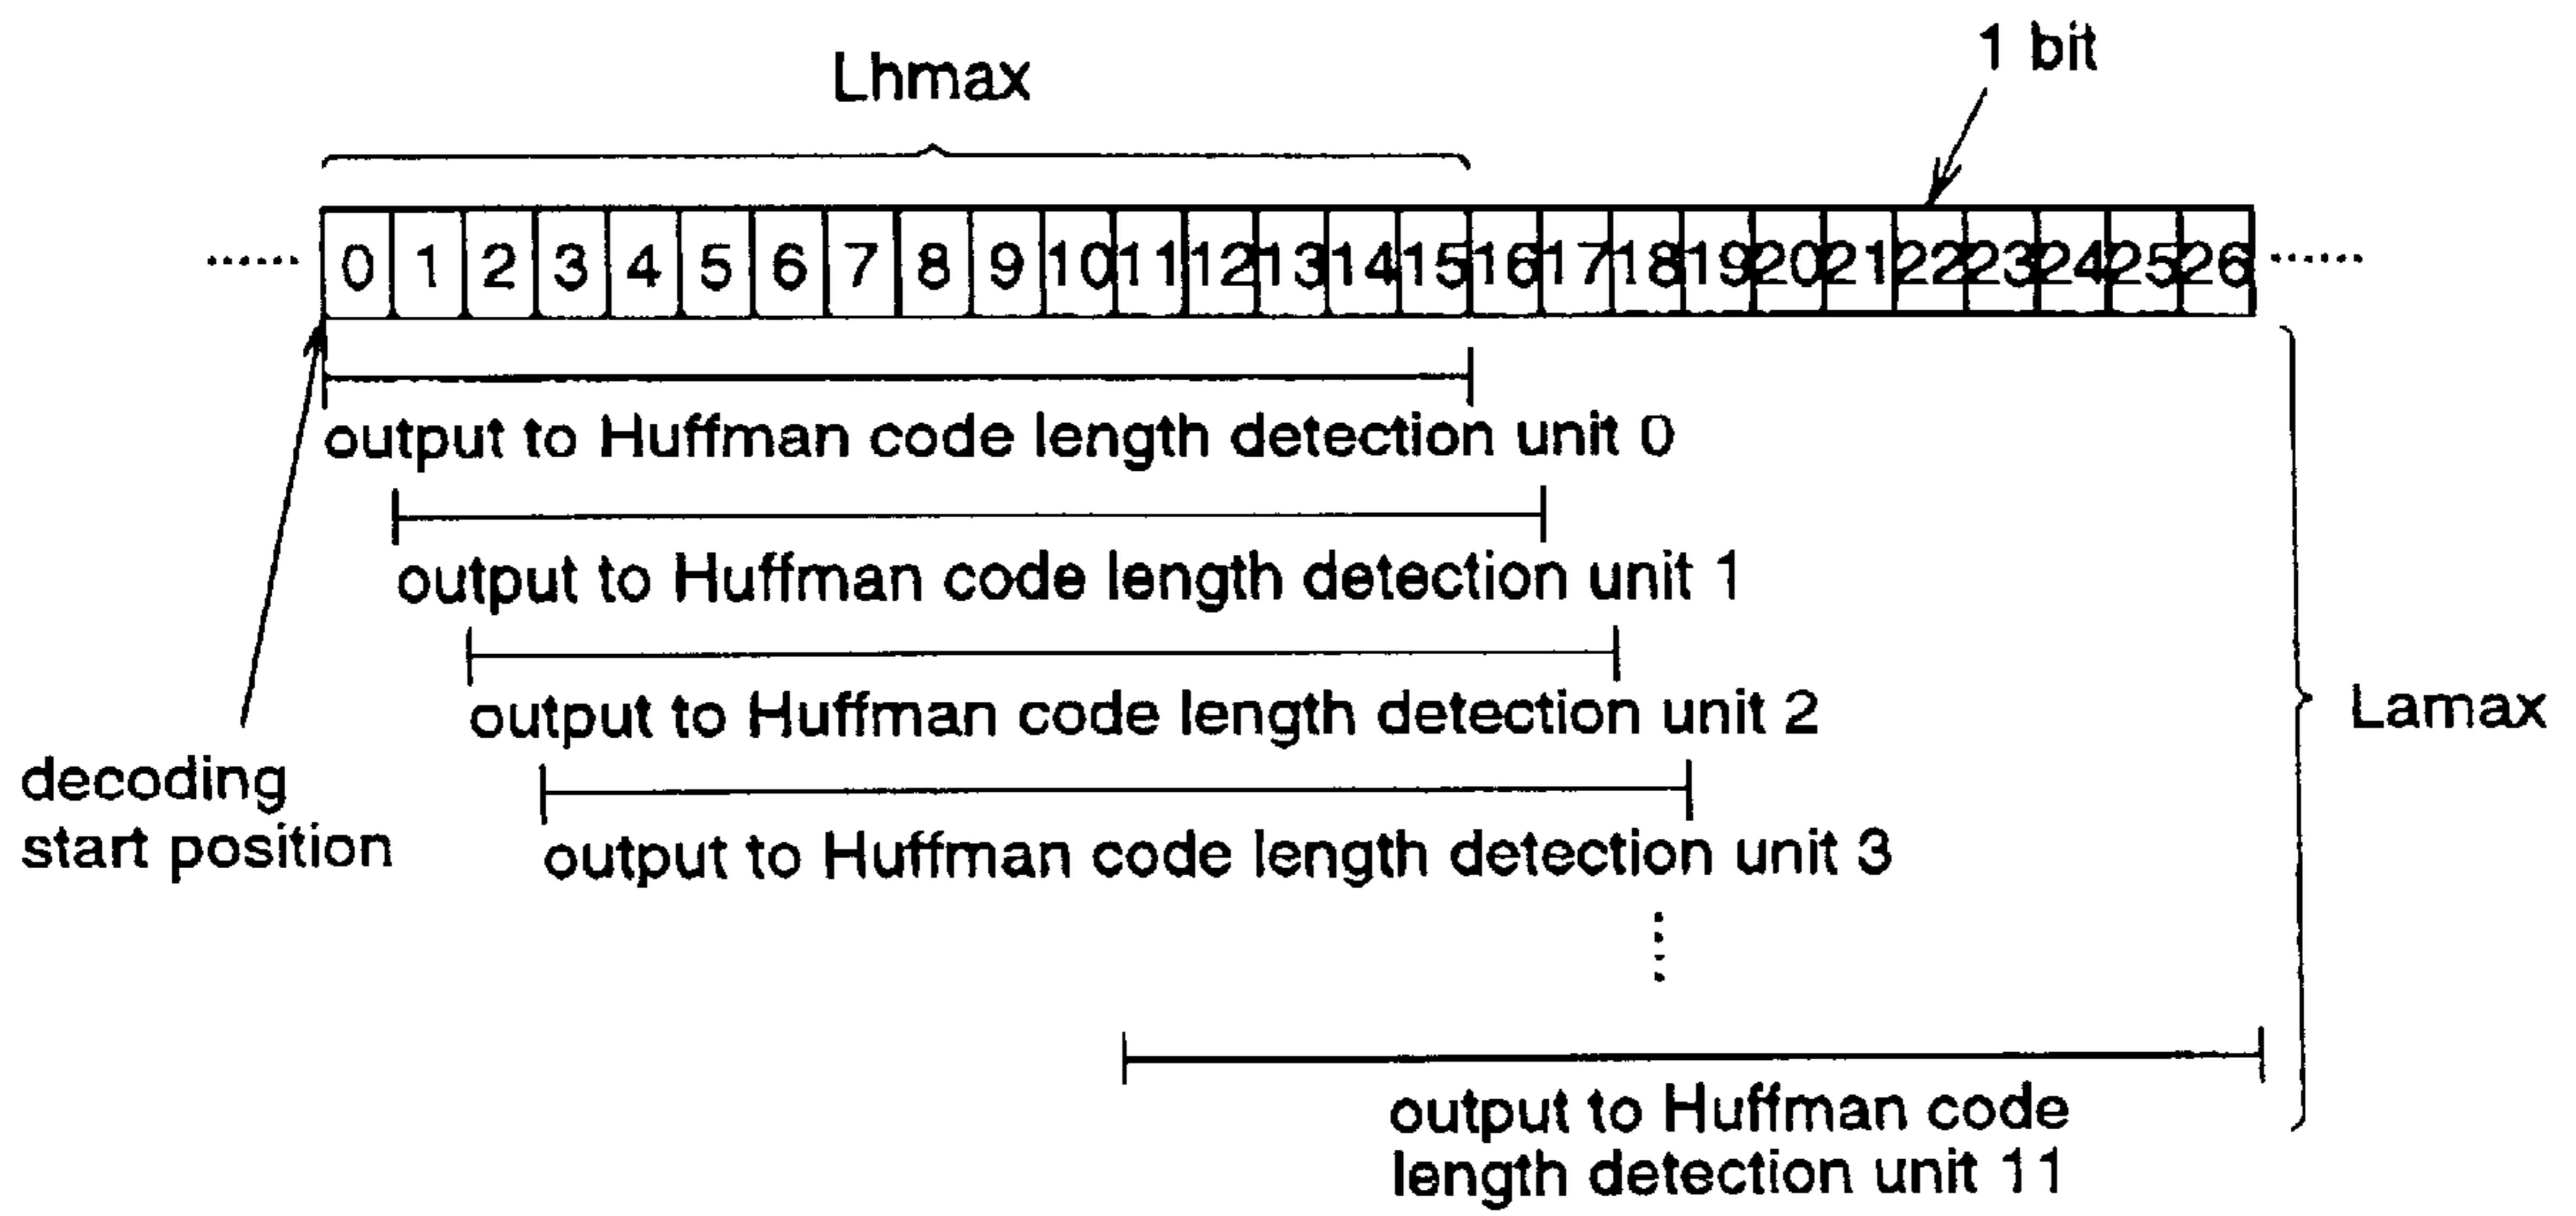 Lhmax
1 bit
...... 0 1 2 3 4 5 6 7 8 9 10 11 12 13 14 15 16 17 18 19 20 21 22 23 24 25 26 ......
output to Huffman code length detection unit 0
output to Huffman code length detection unit 1
output to Huffman code length detection unit 2
Lamax
decoding
start position
output to Huffman code length detection unit 3
output to Huffman code
length detection unit 11